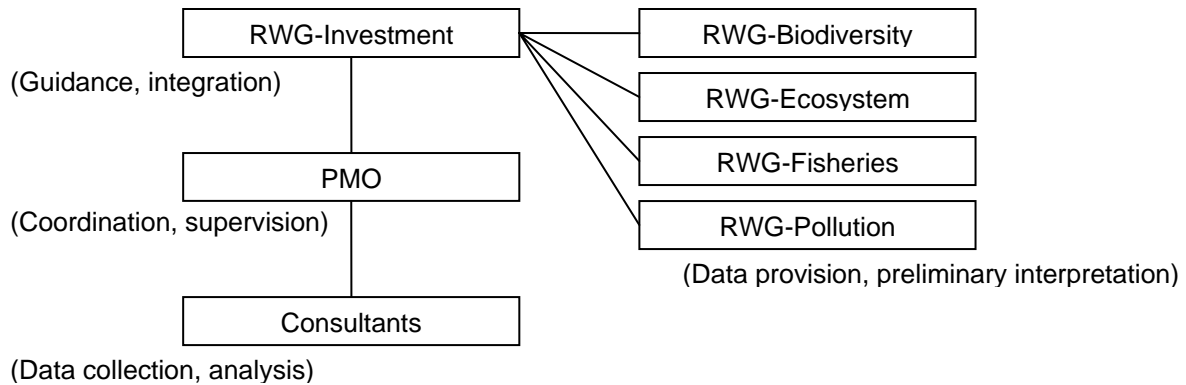 RWG-Investment
(Guidance, integration)
PMO
(Coordination, supervision)
Consultants
(Data collection, analysis)
RWG-Biodiversity
RWG-Ecosystem
RWG-Fisheries
RWG-Pollution
(Data provision, preliminary interpretation)